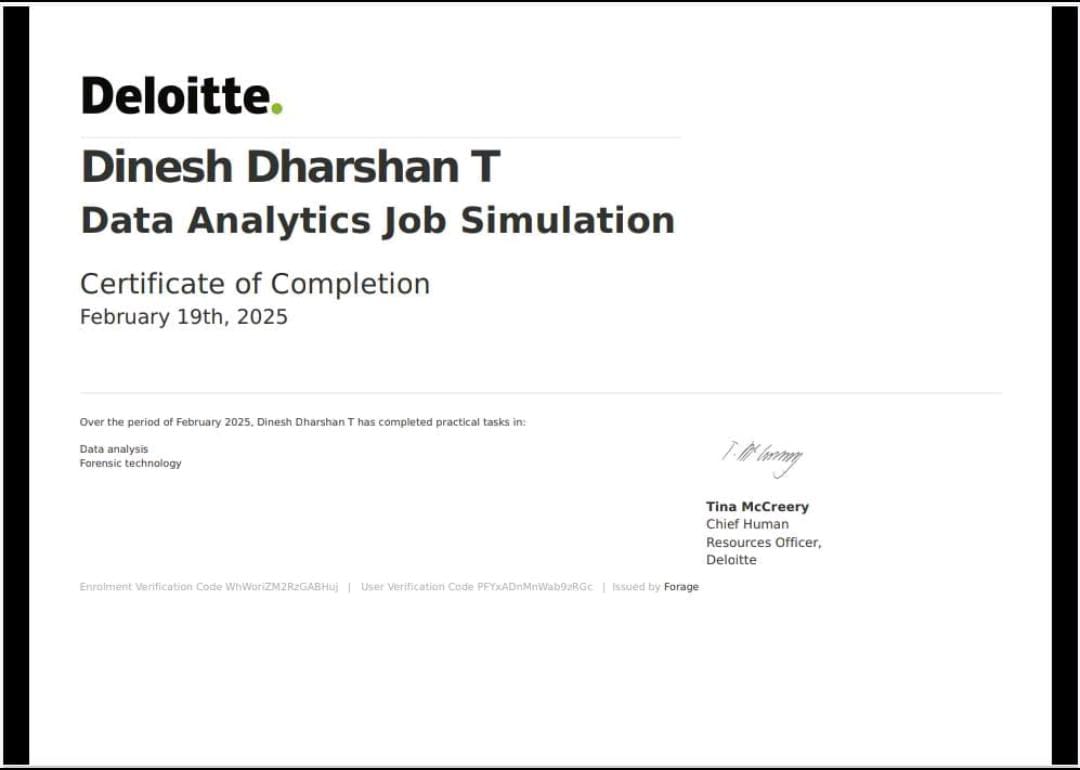 Deloitte.
Dinesh Dharshan T
Data Analytics Job Simulation
Certificate of Completion
February 19th, 2025
Over the period of February 2025, Dinesh Dharshan T has completed practical tasks in:
Data analysis
Forensic technology
T. McCreery
Tina McCreery
Chief Human
Resources Officer,
Deloitte
Enrolment Verification Code WhWoriZM2RzGABHuj | User Verification Code PFYxADnMnWab9zRGc | Issued by Forage